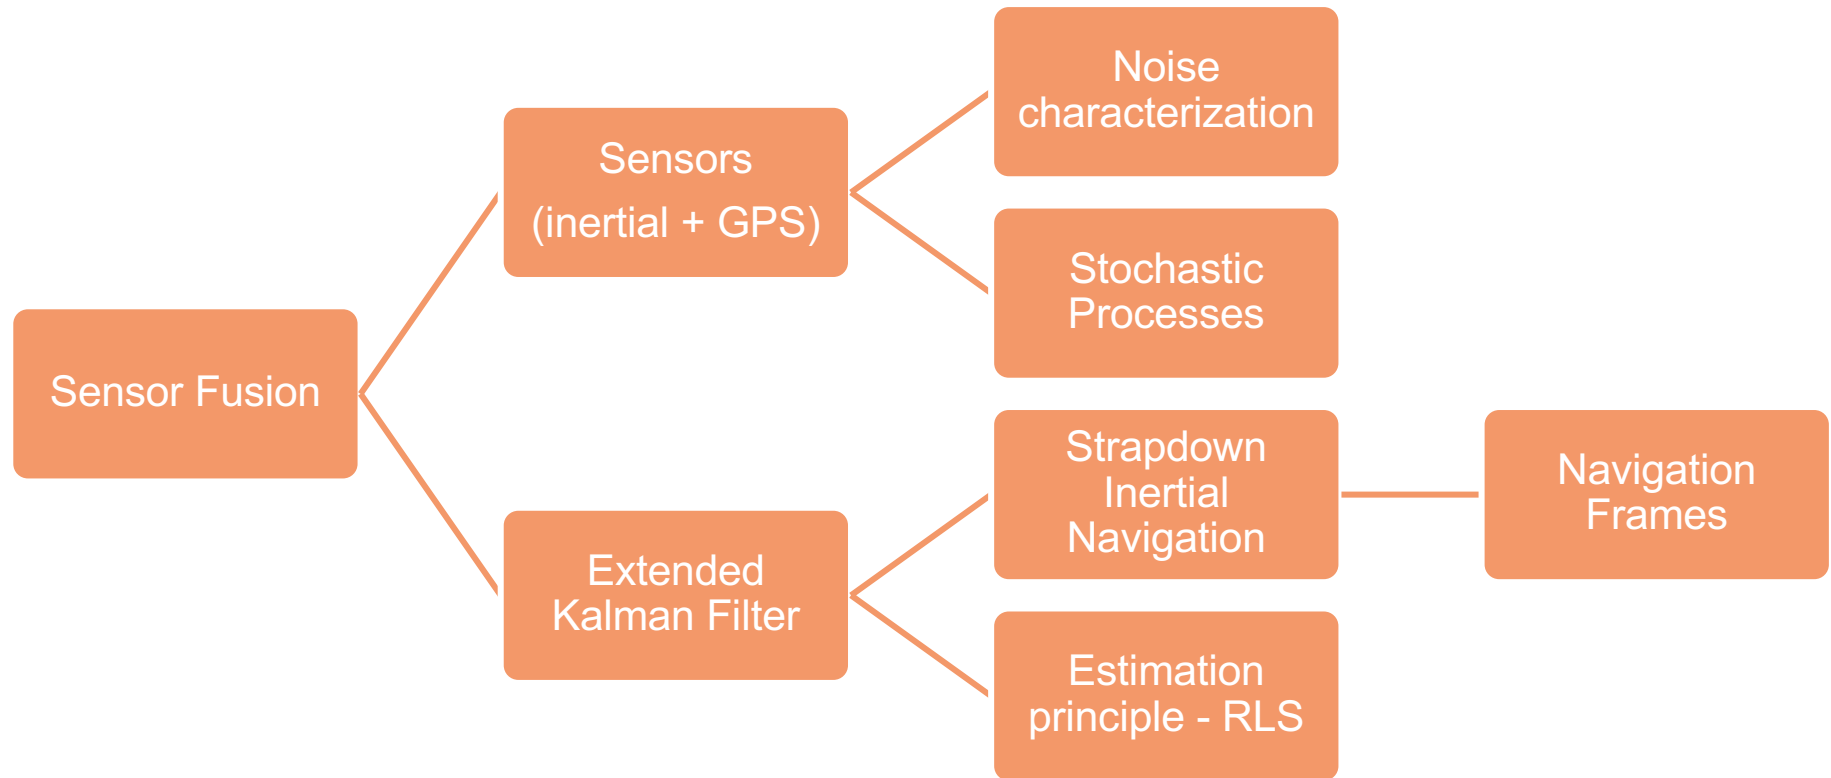 Sensor Fusion
Sensors
(inertial + GPS)
Extended
Kalman Filter
Noise
characterization
Stochastic
Processes
Strapdown
Inertial
Navigation
Estimation
principle - RLS
Navigation
Frames